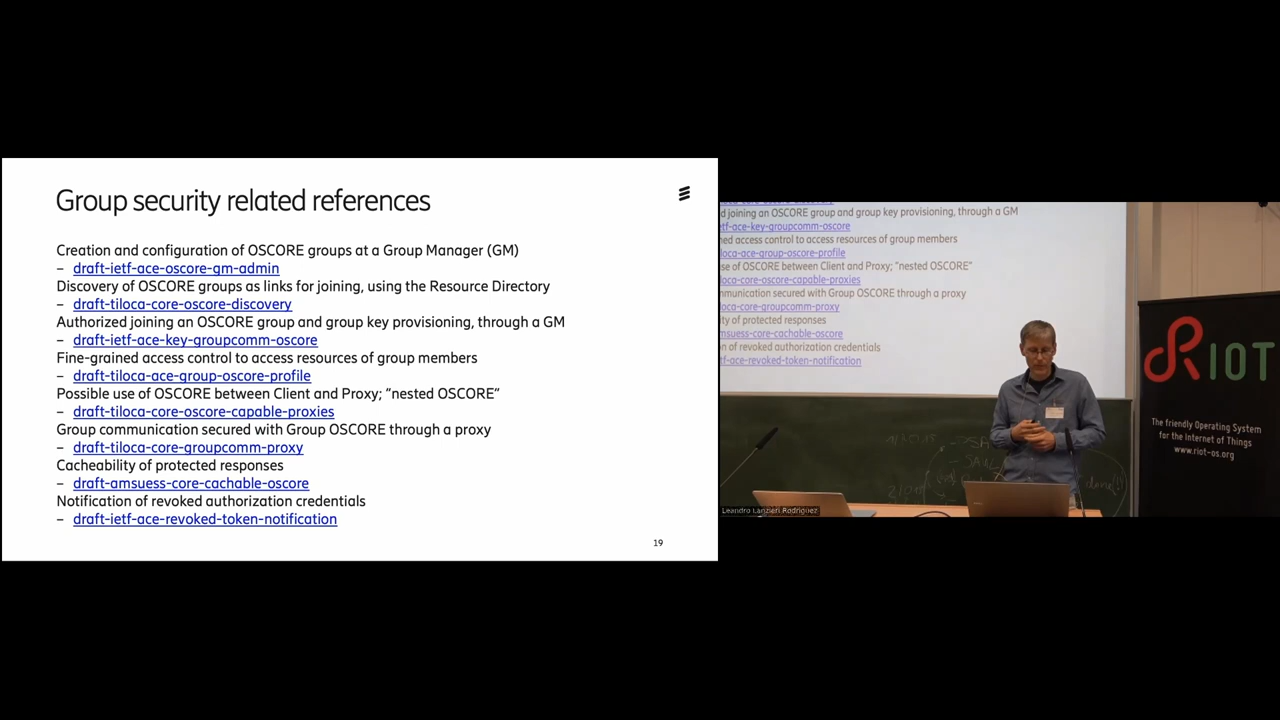 Group security related references
Creation and configuration of OSCORE groups at a Group Manager (GM)
– draft-ietf-ace-oscore-gm-admin
Discovery of OSCORE groups as links for joining, using the Resource Directory
– draft-tiloca-core-oscore-discovery
Authorized joining an OSCORE group and group key provisioning, through a GM
– draft-ietf-ace-key-groupcomm-oscore
Fine-grained access control to access resources of group members
– draft-tiloca-ace-group-oscore-profile
Possible use of OSCORE between Client and Proxy; “nested OSCORE”
– draft-tiloca-core-oscore-capable-proxies
Group communication secured with Group OSCORE through a proxy
– draft-tiloca-core-groupcomm-proxy
Cacheability of protected responses
– draft-amsuess-core-cachable-oscore
Notification of revoked authorization credentials
– draft-ietf-ace-revoked-token-notification
19
d joining an OSCORE group and group key provisioning, through a GM
etf-ace-key-groupcomm-oscore
ned access control to access resources of group members
iloca-ace-group-oscore-profile
se of OSCORE between Client and Proxy; “nested OSCORE”
iloca-core-oscore-capable-proxies
mmunication secured with Group OSCORE through a proxy
iloca-core-groupcomm-proxy
ity of protected responses
amsuess-core-cachable-oscore
on of revoked authorization credentials
etf-ace-revoked-token-notification
RIOT
The friendly Operating System
for the Internet of Things
www.riot-os.org
Leandro Lanzieri Rodriguez